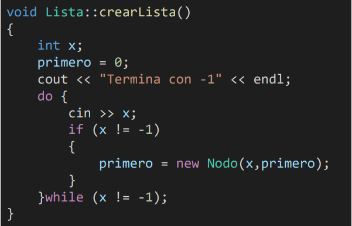 void Lista::crearLista()
{
    int x;
    primero = 0;
    cout << "Termina con -1" << endl;
    do {
        cin >> x;
        if (x != -1)
        {
            primero = new Nodo(x,primero);
        }
    }while (x != -1);
}